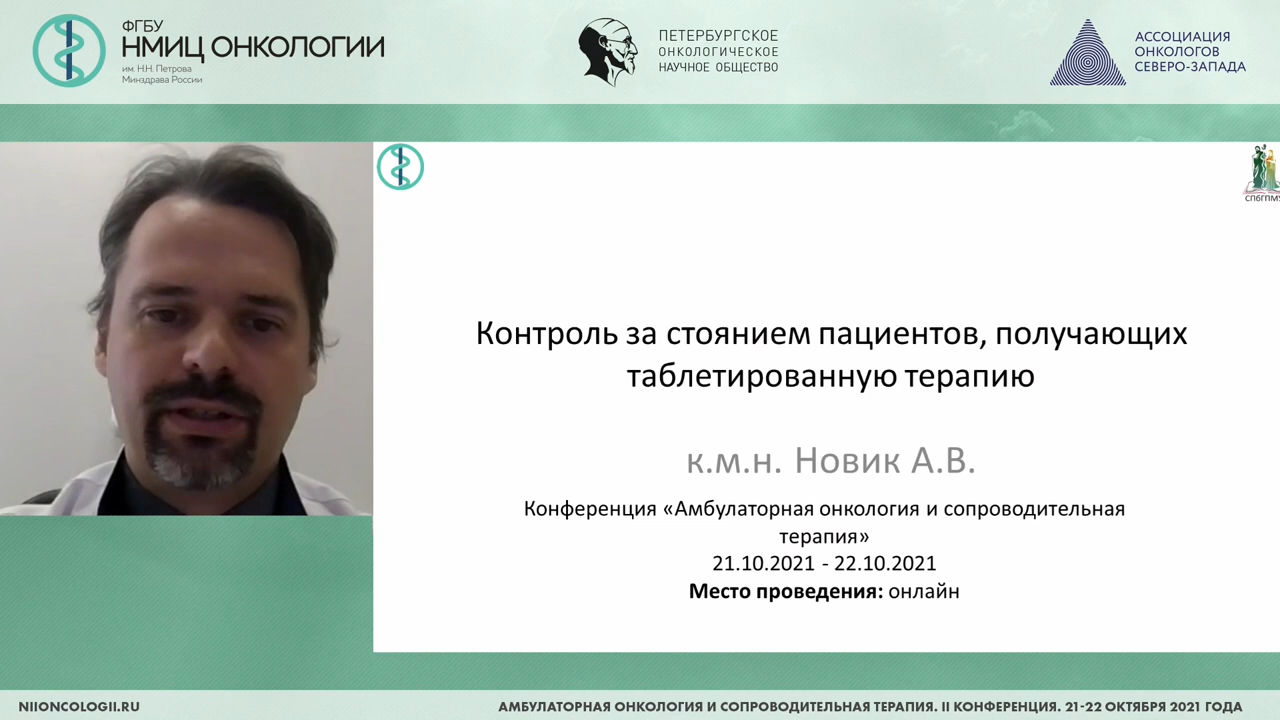 ФГБУ
НМИЦ ОНКОЛОГИИ
им. Н.Н. Петрова
Минздрава России
ПЕТЕРБУРГСКОЕ
ОНКОЛОГИЧЕСКОЕ
НАУЧНОЕ ОБЩЕСТВО
АССОЦИАЦИЯ
ОНКОЛОГОВ
СЕВЕРО-ЗАПАДА
СПбГПМУ
Контроль за стоянием пациентов, получающих
таблетированную терапию
к.м.н. Новик А.В.
Конференция «Амбулаторная онкология и сопроводительная
терапия»
21.10.2021 - 22.10.2021
Место проведения: онлайн
NIIONCOLOGII.RU
АМБУЛАТОРНАЯ ОНКОЛОГИЯ И СОПРОВОДИТЕЛЬНАЯ ТЕРАПИЯ. II КОНФЕРЕНЦИЯ. 21-22 ОКТЯБРЯ 2021 ГОДА